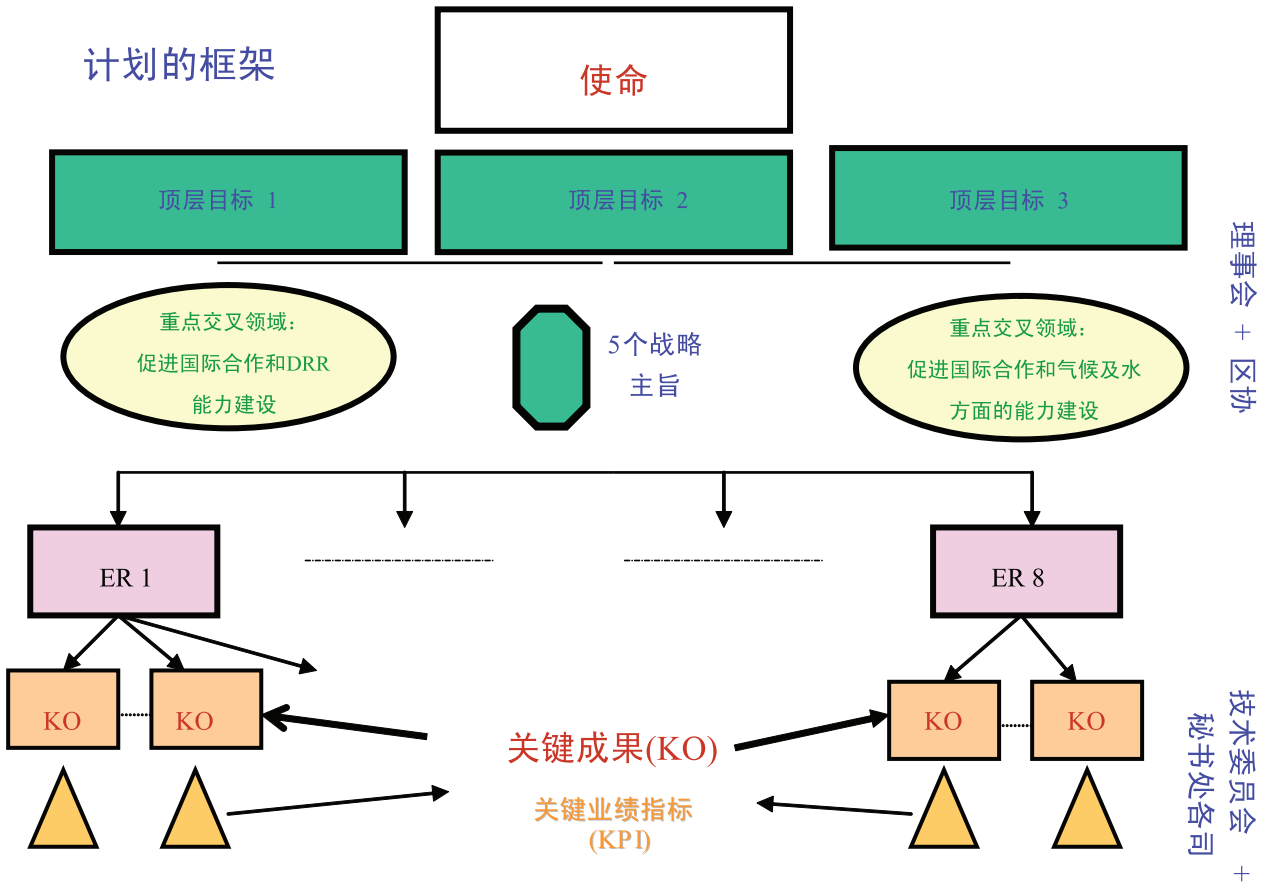 计划的框架
使命
顶层目标 1
顶层目标 2
顶层目标 3
理事会 + 区协
重点交叉领域：
促进国际合作和DRR
能力建设
5个战略
主旨
重点交叉领域：
促进国际合作和气候及水
方面的能力建设
ER 1
ER 8
KO
KO
KO
KO
关键成果(KO)
关键业绩指标
(KPI)
技术委员会 +
秘书处各司